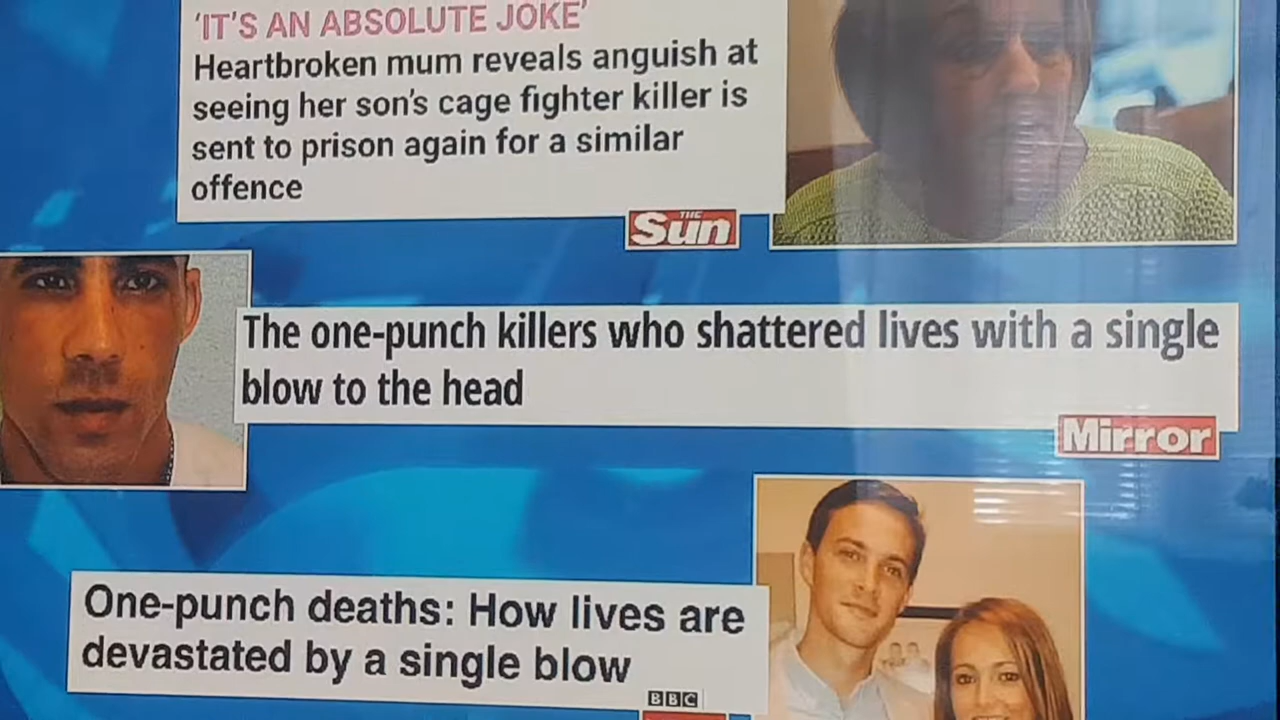 'IT'S AN ABSOLUTE JOKE'
Heartbroken mum reveals anguish at
seeing her son's cage fighter killer is
sent to prison again for a similar
offence
THE
Sun
The one-punch killers who shattered lives with a single
blow to the head
Mirror
One-punch deaths: How lives are
devastated by a single blow
BBC